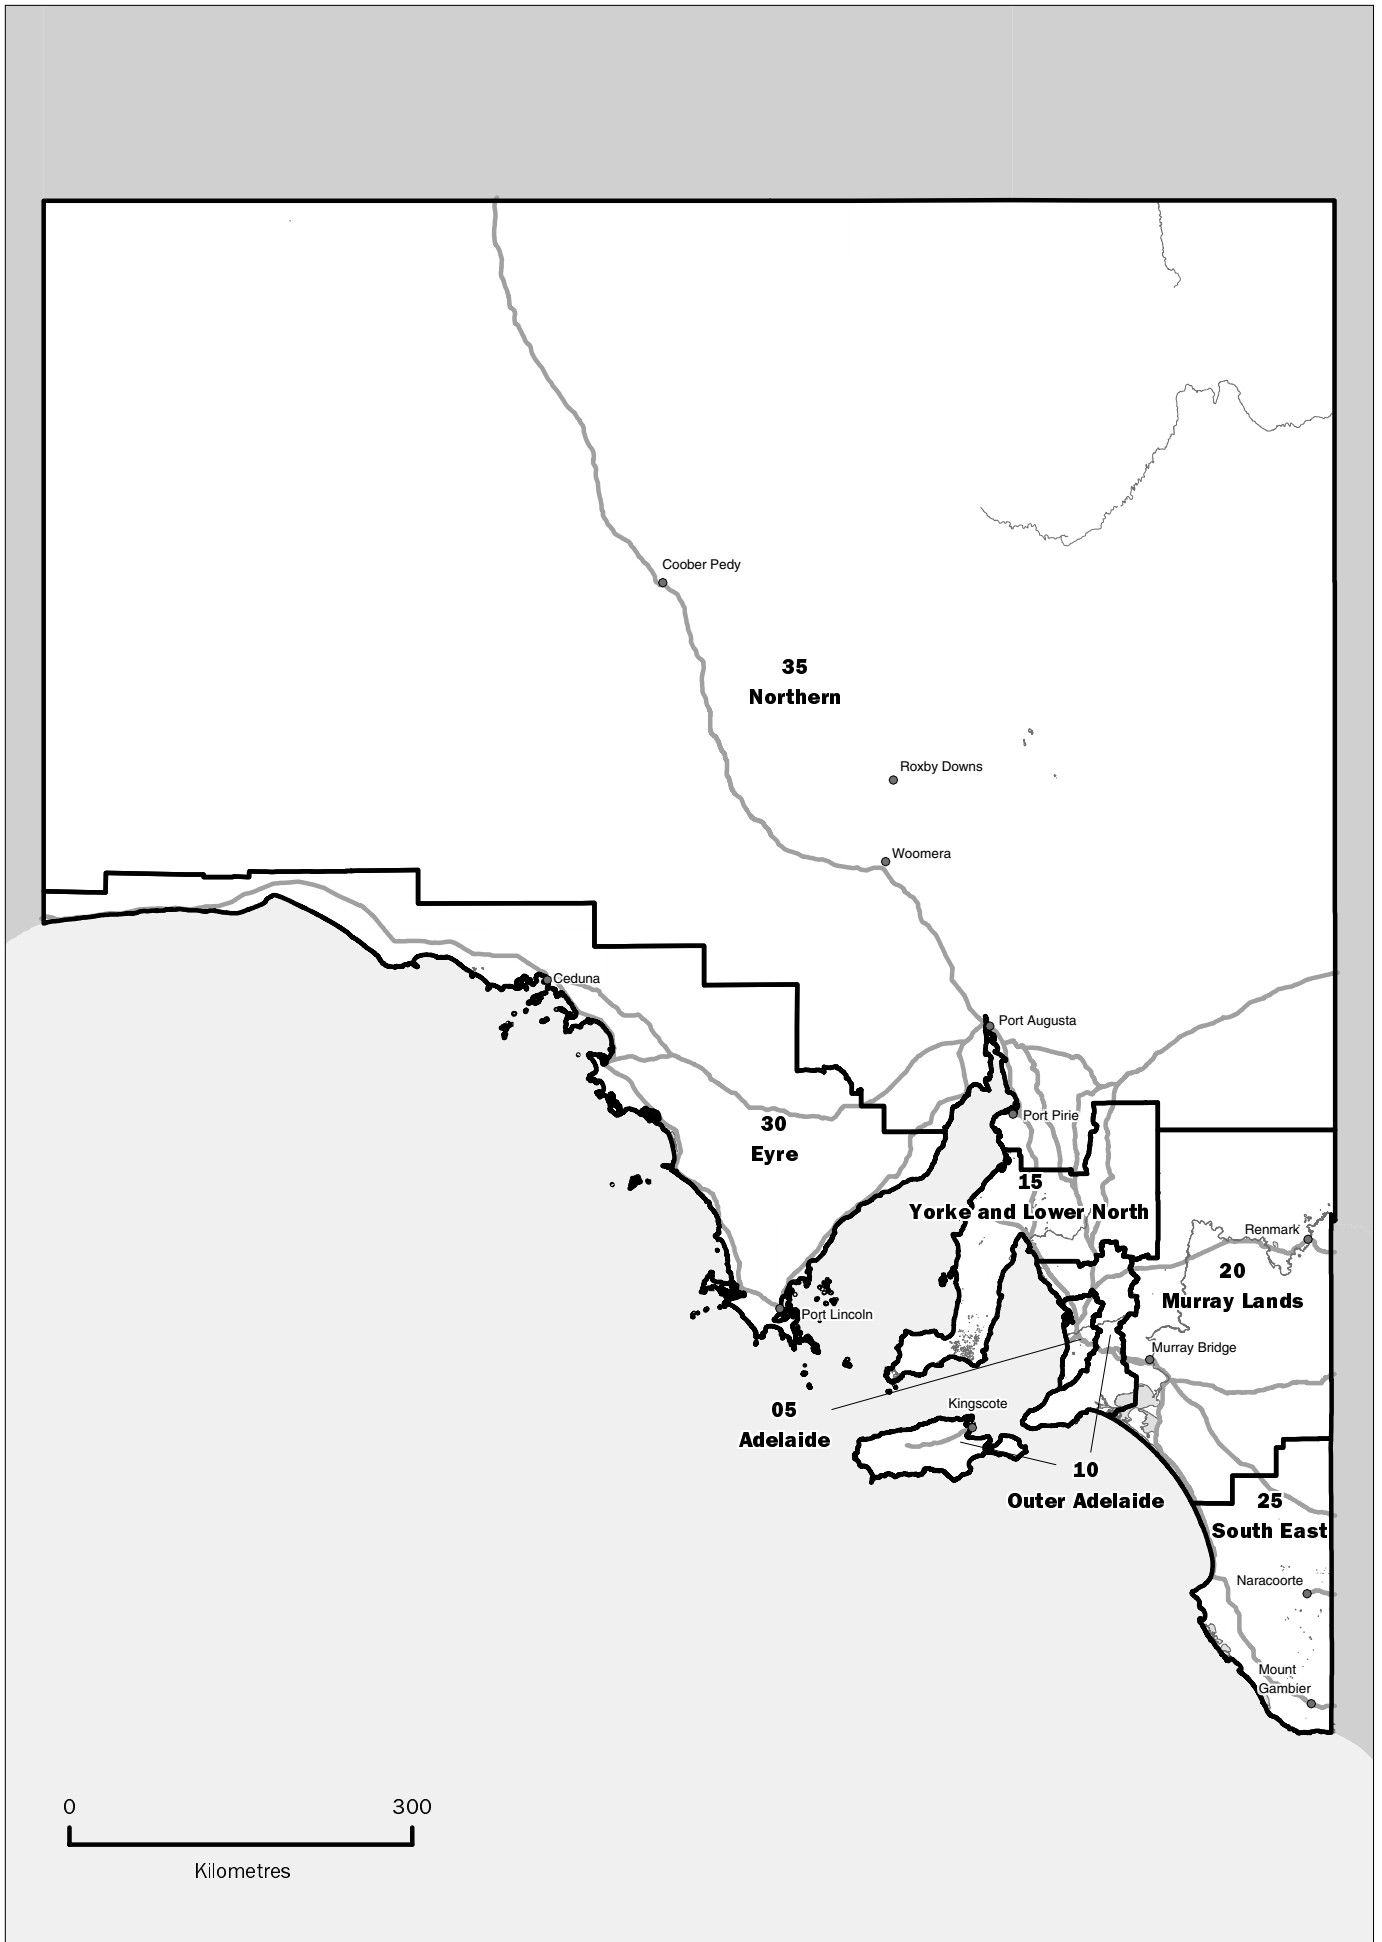 Coober Pedy
35
Northern
Roxby Downs
Woomera
Ceduna
Port Augusta
Port Pirie
30
Eyre
15
Yorke and Lower North
Renmark
20
Murray Lands
Port Lincoln
Murray Bridge
Kingscote
05
Adelaide
10
Outer Adelaide
25
South East
Naracoorte
Mount
Gambier
0 300
Kilometres